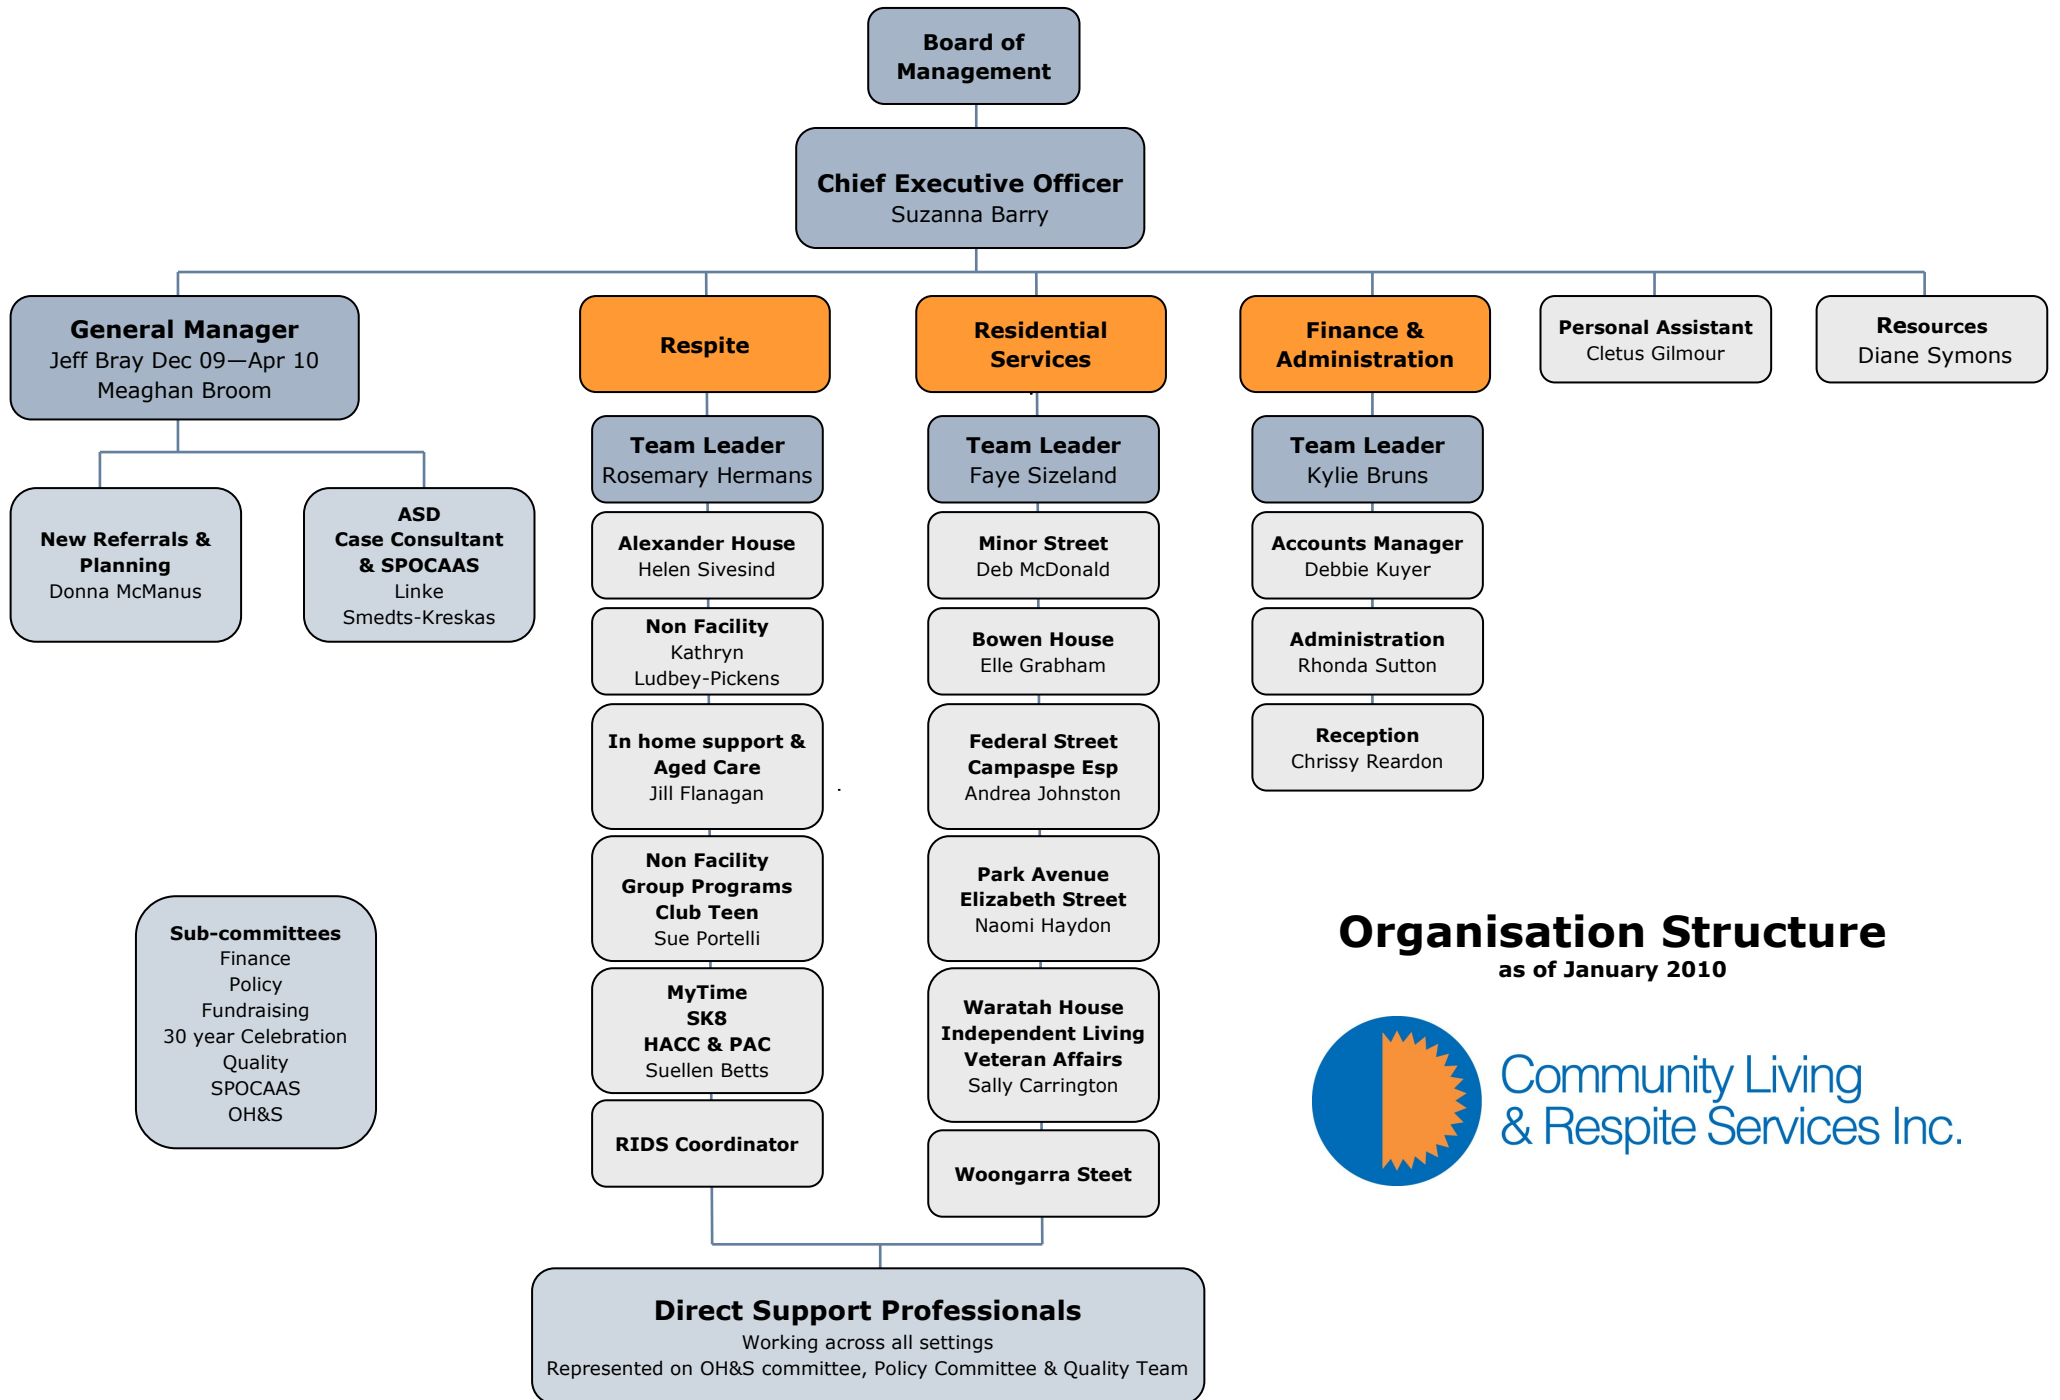 Board of
Management
Chief Executive Officer
Suzanna Barry
General Manager
Jeff Bray Dec 09—Apr 10
Meaghan Broom
Respite
Residential
Services
Finance &
Administration
Personal Assistant
Cletus Gilmour
Resources
Diane Symons
New Referrals &
Planning
Donna McManus
ASD
Case Consultant
& SPOCAAS
Linke
Smedts-Kreskas
Team Leader
Rosemary Hermans
Alexander House
Helen Sivesind
Non Facility
Kathryn
Ludbey-Pickens
In home support &
Aged Care
Jill Flanagan
Non Facility
Group Programs
Club Teen
Sue Portelli
MyTime
SK8
HACC & PAC
Suellen Betts
RIDS Coordinator
Team Leader
Faye Sizeland
Minor Street
Deb McDonald
Bowen House
Elle Grabham
Federal Street
Campaspe Esp
Andrea Johnston
Park Avenue
Elizabeth Street
Naomi Haydon
Waratah House
Independent Living
Veteran Affairs
Sally Carrington
Woongarra Steet
Team Leader
Kylie Bruns
Accounts Manager
Debbie Kuyer
Administration
Rhonda Sutton
Reception
Chrissy Reardon
Sub-committees
Finance
Policy
Fundraising
30 year Celebration
Quality
SPOCAAS
OH&S
Organisation Structure
as of January 2010
Community Living
& Respite Services Inc.
Direct Support Professionals
Working across all settings
Represented on OH&S committee, Policy Committee & Quality Team